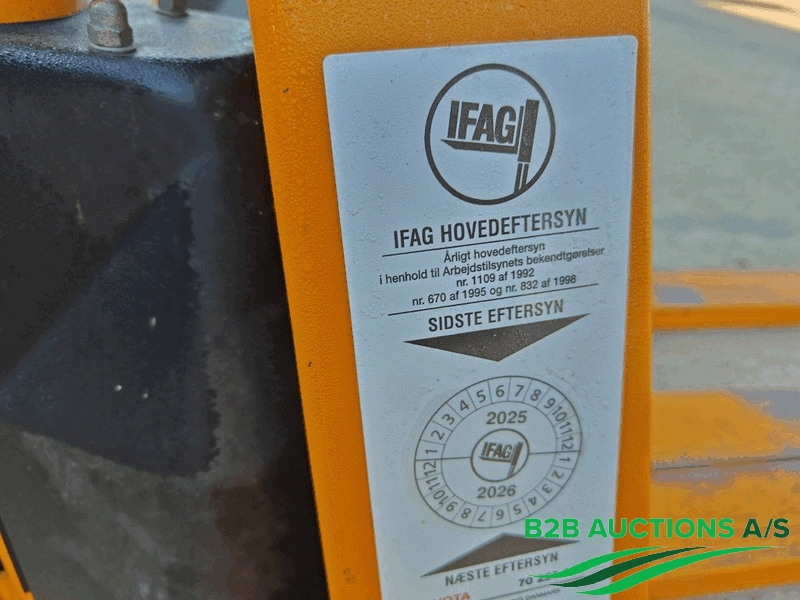 IFAG
IFAG HOVEDEFTERSYN
Årligt hovedeftersyn
i henhold til Arbejdstilsynets bekendtgørelser
nr. 1109 af 1992
nr. 670 af 1995 og nr. 832 af 1998
SIDSTE EFTERSYN
1 2 3 4 5 6 7 8 9 10 11 12
2025
IFAG
2026
1 2 3 4 5 6 7 8 9 10 11 12
B2B AUCTIONS A/S
NÆSTE EFTERSYN
70